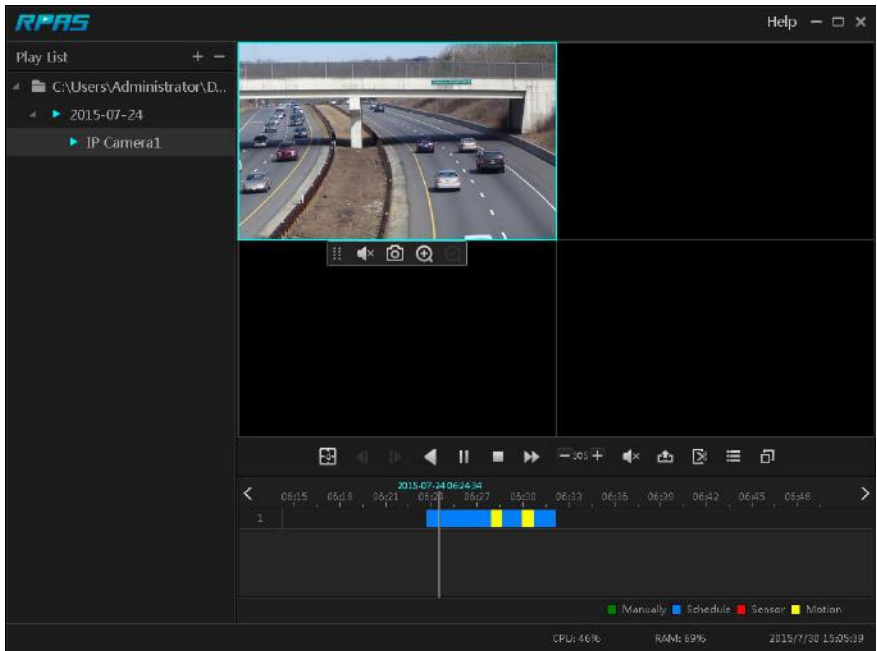 RPAS
Help
Play List
C:\Users\Administrator\D...
2015-07-24
IP Camera1
30S
2015-07-24 06:24:34
06:15 06:18 06:21 06:24 06:27 06:30 06:33 06:36 06:39 06:42 06:45 06:48
1
Manually Schedule Sensor Motion
CPU: 46% RAM: 69% 2015/7/30 15:05:39